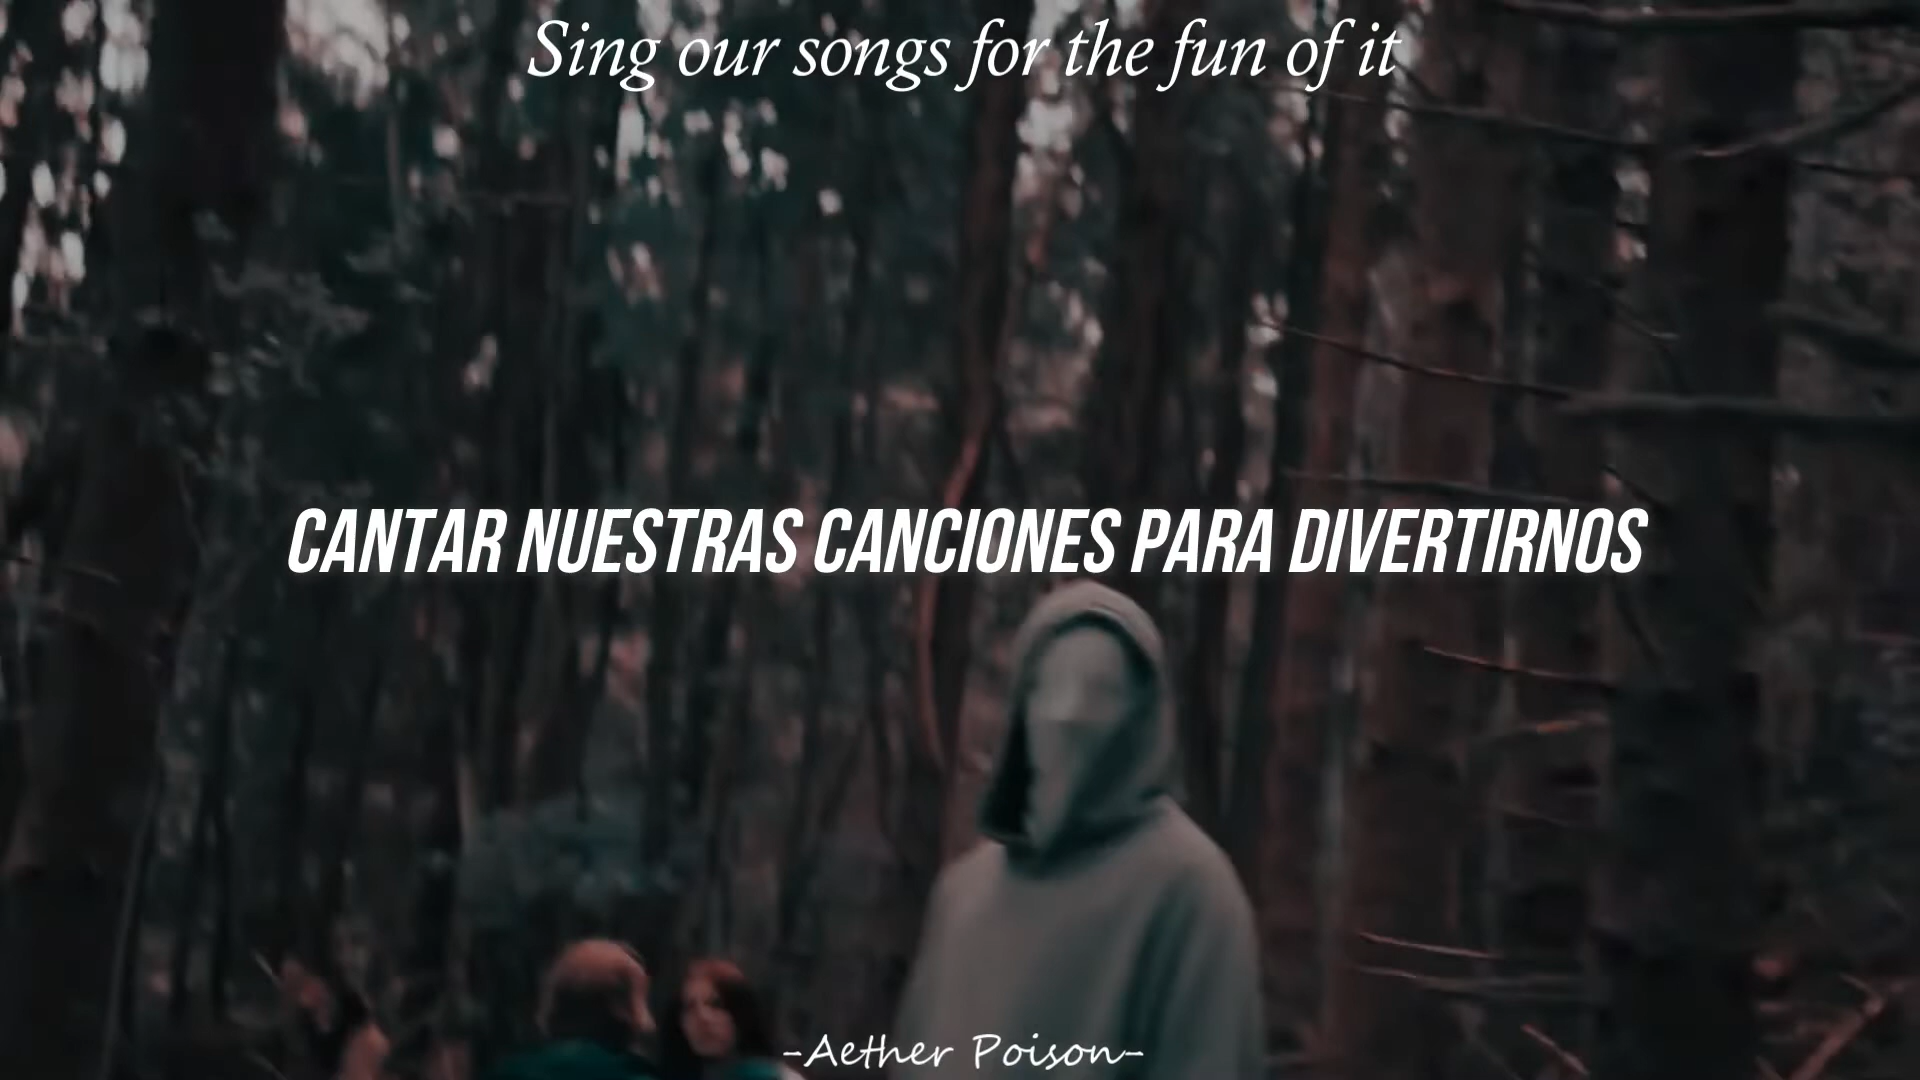 Sing our songs for the fun of it
CANTAR NUESTRAS CANCIONES PARA DIVERTIRNOS
-Aether Poison-